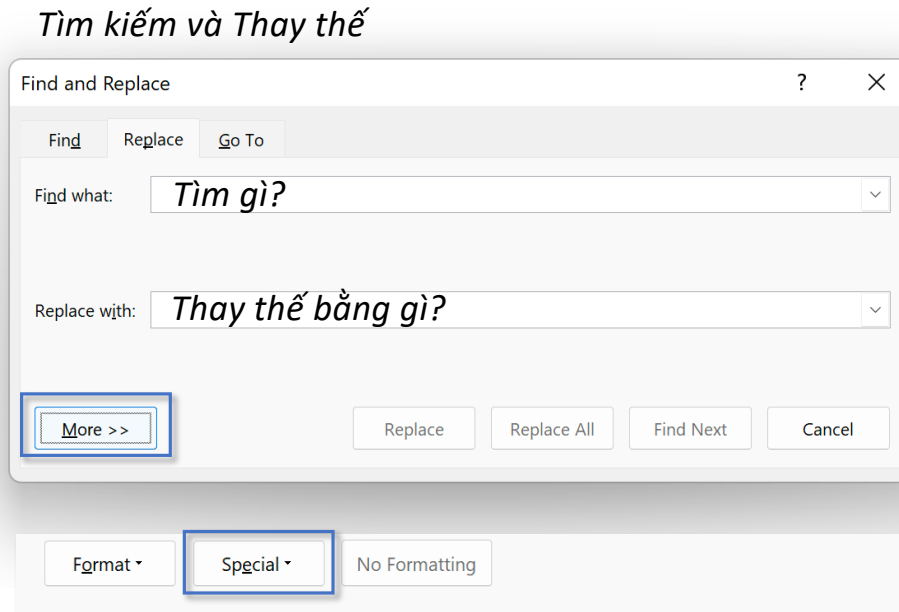 Tìm kiếm và Thay thế
Find and Replace
?
Find Replace Go To
Find what: Tìm gì?
Replace with: Thay thế bằng gì?
More >> Replace Replace All Find Next Cancel
Format Special No Formatting